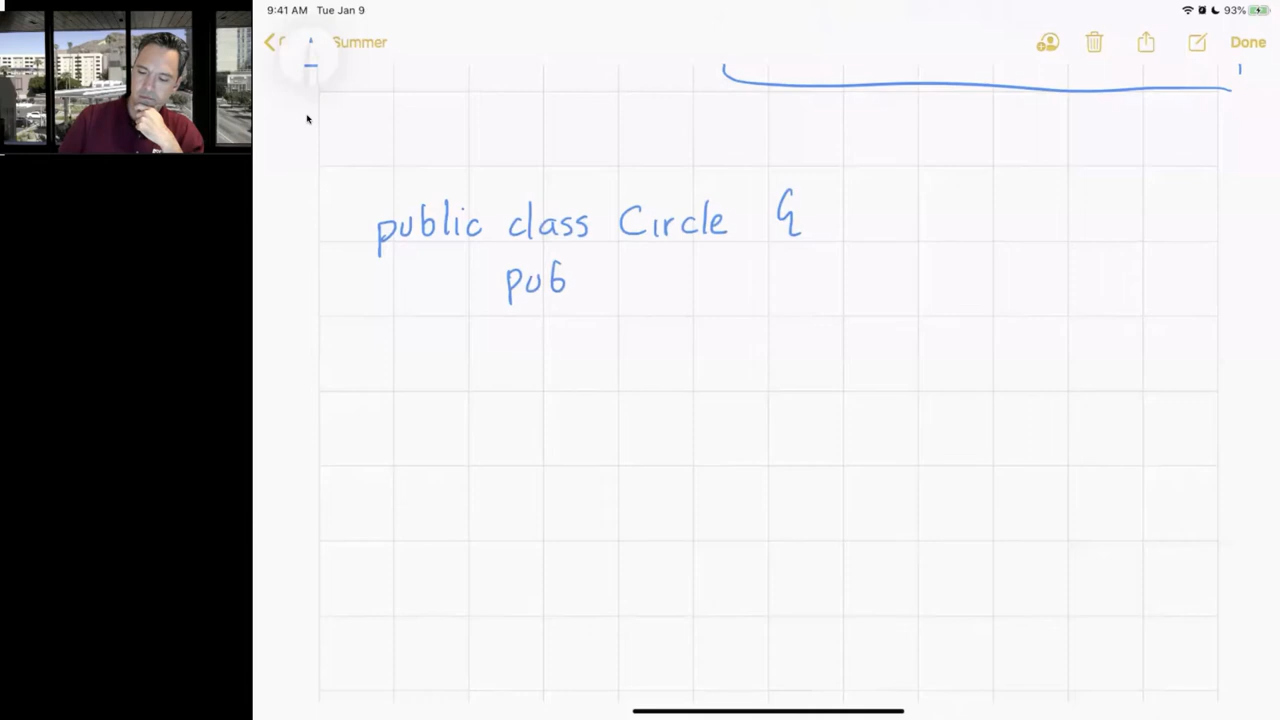 9:41 AM Tue Jan 9
93%
Summer
Done
public class Circle {
pub